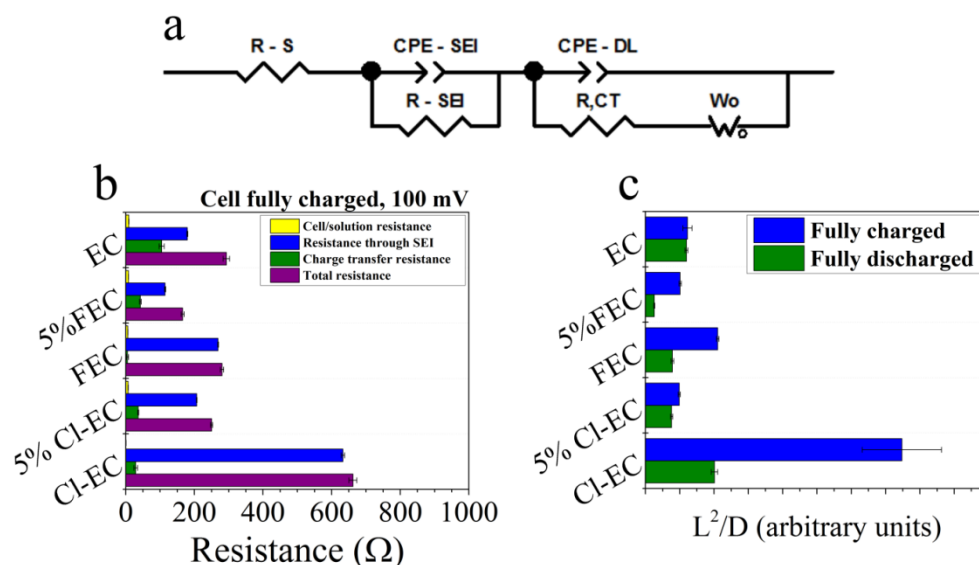 a
R - S
CPE - SEI
CPE - DL
R - SEI
R,CT
Wo
b
Cell fully charged, 100 mV
Cell/solution resistance
Resistance through SEI
Charge transfer resistance
Total resistance
EC
5%FEC
FEC
5% Cl-EC
Cl-EC
0 200 400 600 800 1000
Resistance (Ω)
c
Fully charged
Fully discharged
EC
5%FEC
FEC
5% Cl-EC
Cl-EC
L²/D (arbitrary units)